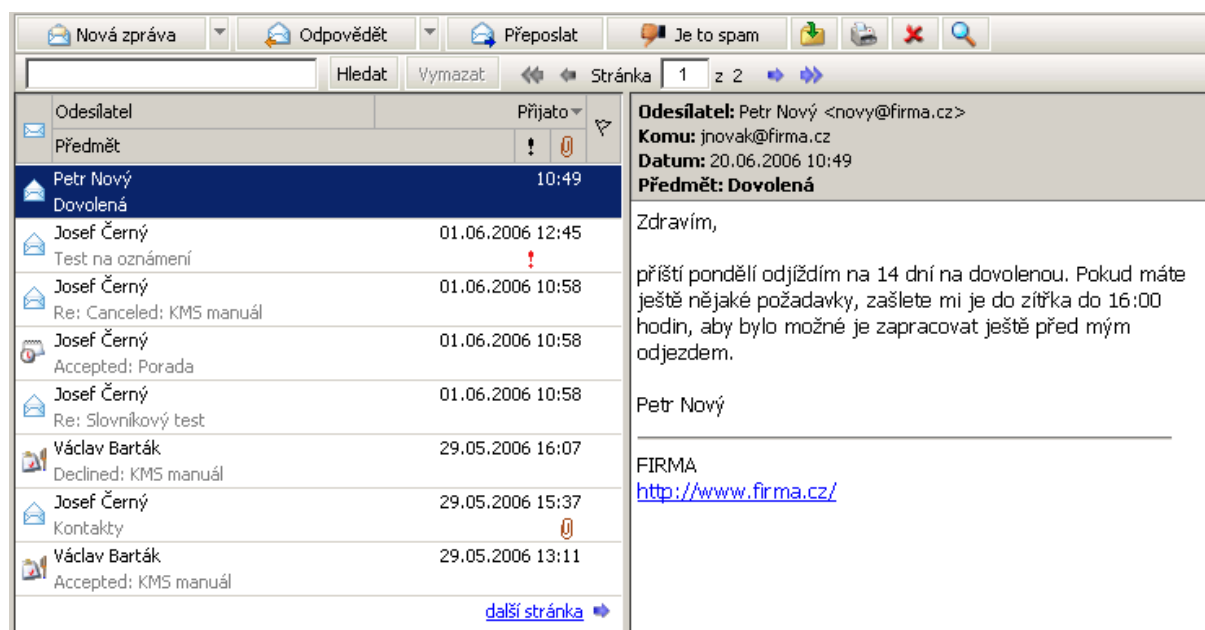 Nová zpráva Odpovědět Přeposlat Je to spam
Hledat Vymazat Stránka 1 z 2
Odesílatel Přijato
Předmět
Petr Nový 10:49
Dovolená
Josef Černý 01.06.2006 12:45
Test na oznámení
Josef Černý 01.06.2006 10:58
Re: Canceled: KMS manuál
Josef Černý 01.06.2006 10:58
Accepted: Porada
Josef Černý 01.06.2006 10:58
Re: Slovníkový test
Václav Barták 29.05.2006 16:07
Declined: KMS manuál
Josef Černý 29.05.2006 15:37
Kontakty
Václav Barták 29.05.2006 13:11
Accepted: KMS manuál
další stránka
Odesílatel: Petr Nový <novy@firma.cz>
Komu: jnovak@firma.cz
Datum: 20.06.2006 10:49
Předmět: Dovolená
Zdravím,
příští pondělí odjíždím na 14 dní na dovolenou. Pokud máte
ještě nějaké požadavky, zašlete mi je do zítřka do 16:00
hodin, aby bylo možné je zapracovat ještě před mým
odjezdem.
Petr Nový
FIRMA
http://www.firma.cz/